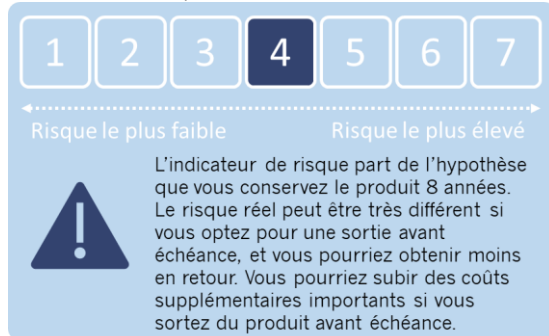 1 2 3 4 5 6 7
Risque le plus faible Risque le plus élevé
L'indicateur de risque part de l'hypothèse
que vous conservez le produit 8 années.
Le risque réel peut être très différent si
vous optez pour une sortie avant
échéance, et vous pourriez obtenir moins
en retour. Vous pourriez subir des coûts
supplémentaires importants si vous
sortez du produit avant échéance.